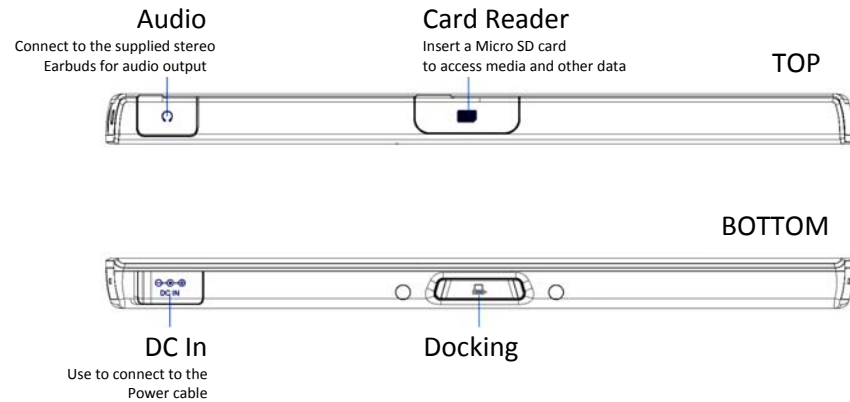 Audio
Connect to the supplied stereo
Earbuds for audio output
Card Reader
Insert a Micro SD card
to access media and other data
TOP
BOTTOM
DC IN
DC In
Use to connect to the
Power cable
Docking